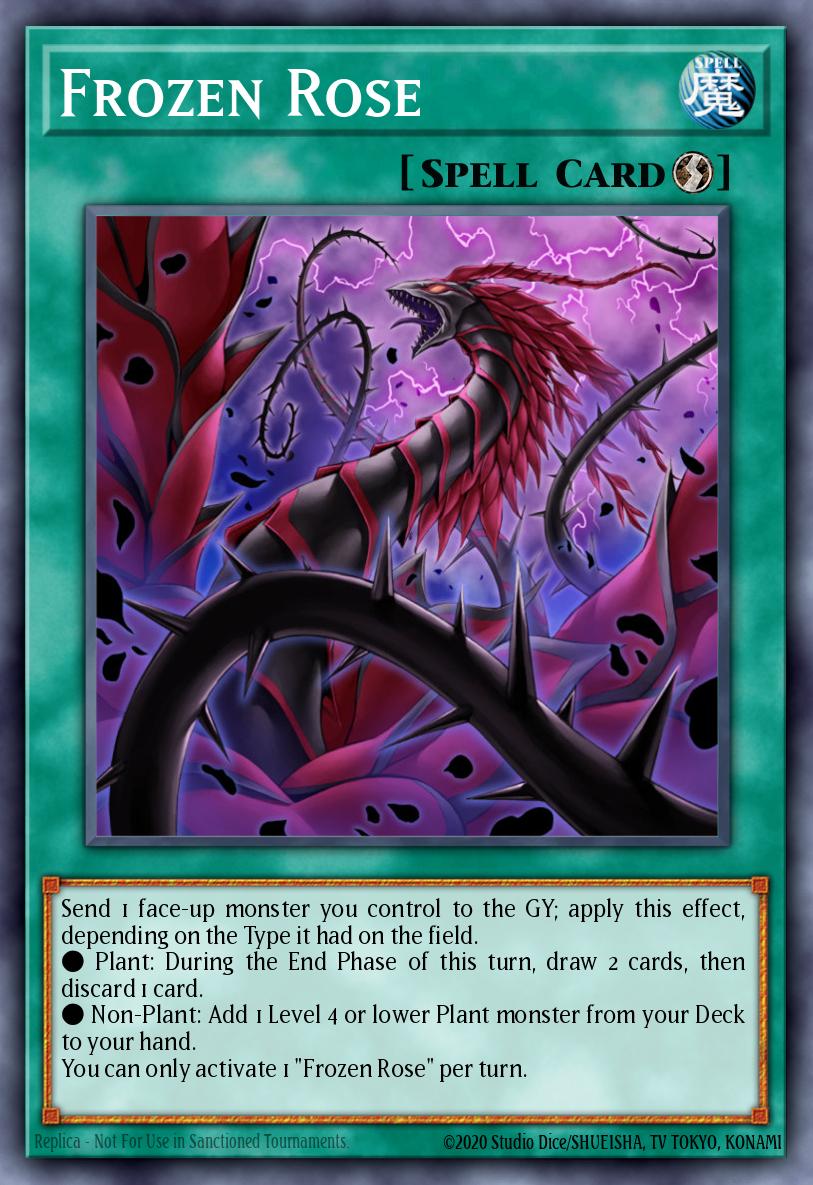 Frozen Rose
SPELL
魔
[Spell Card]
Send 1 face-up monster you control to the GY; apply this effect,
depending on the Type it had on the field.
● Plant: During the End Phase of this turn, draw 2 cards, then
discard 1 card.
● Non-Plant: Add 1 Level 4 or lower Plant monster from your Deck
to your hand.
You can only activate 1 "Frozen Rose" per turn.
Replica - Not For Use in Sanctioned Tournaments.
©2020 Studio Dice/SHUEISHA, TV TOKYO, KONAMI